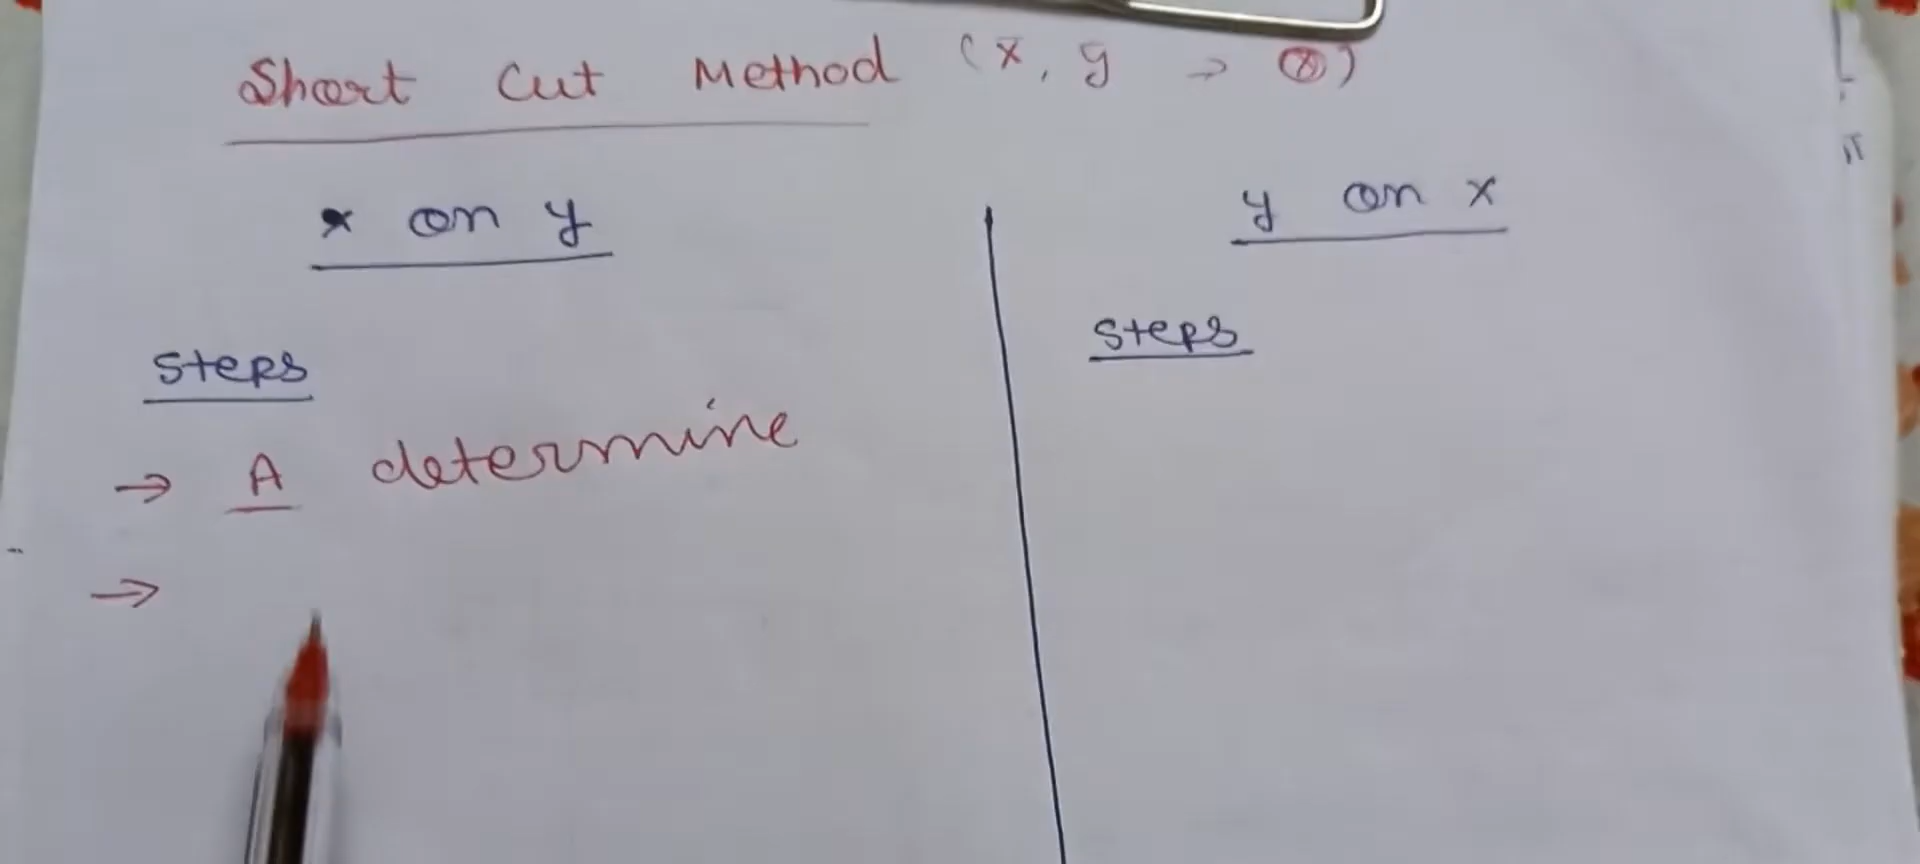 Short Cut Method (x, y → ⓧ)
x on y
Steps
→ A determine
→
y on x
Steps